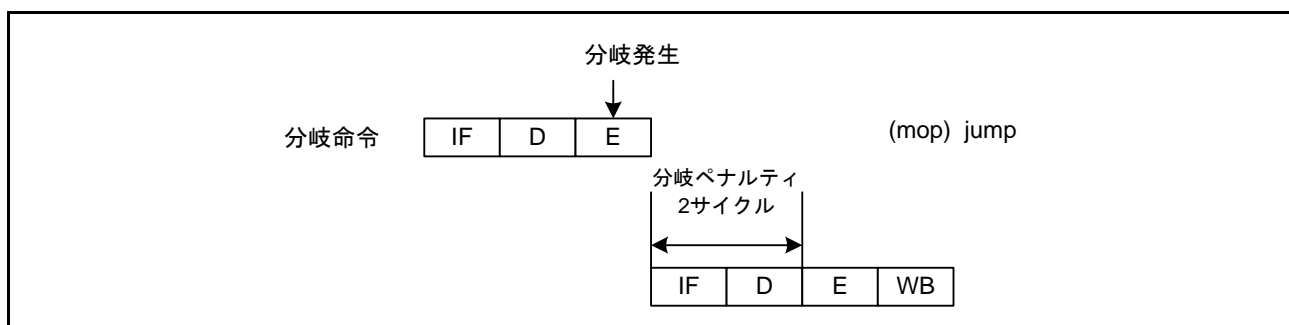 分岐発生
分岐命令 IF D E (mop) jump
分岐ペナルティ
2サイクル
IF D E WB